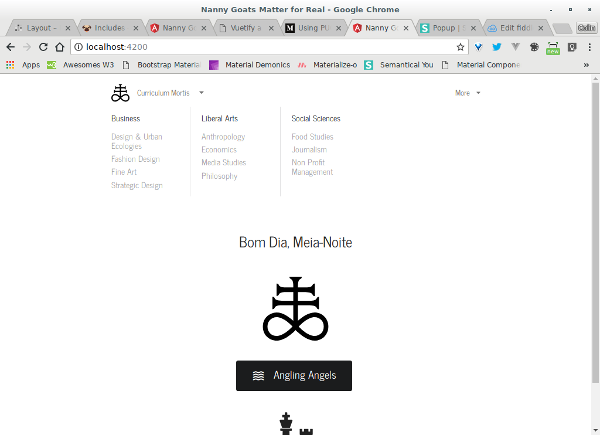 Nanny Goats Matter for Real - Google Chrome
Layout -
Includes
Nanny G
Vuetify a
Using PU
Nanny G
Popup |
Edit fiddl
localhost:4200
new
Apps
Awesomes W3
Bootstrap Material
Material Demonics
Materialize-o
Semantical You
Material Compone
»
Curriculum Mortis
More
Business
Liberal Arts
Social Sciences
Design & Urban
Ecologies
Fashion Design
Fine Art
Strategic Design
Anthropology
Economics
Media Studies
Philosophy
Food Studies
Journalism
Non Profit
Management
Bom Dia, Meia-Noite
Angling Angels